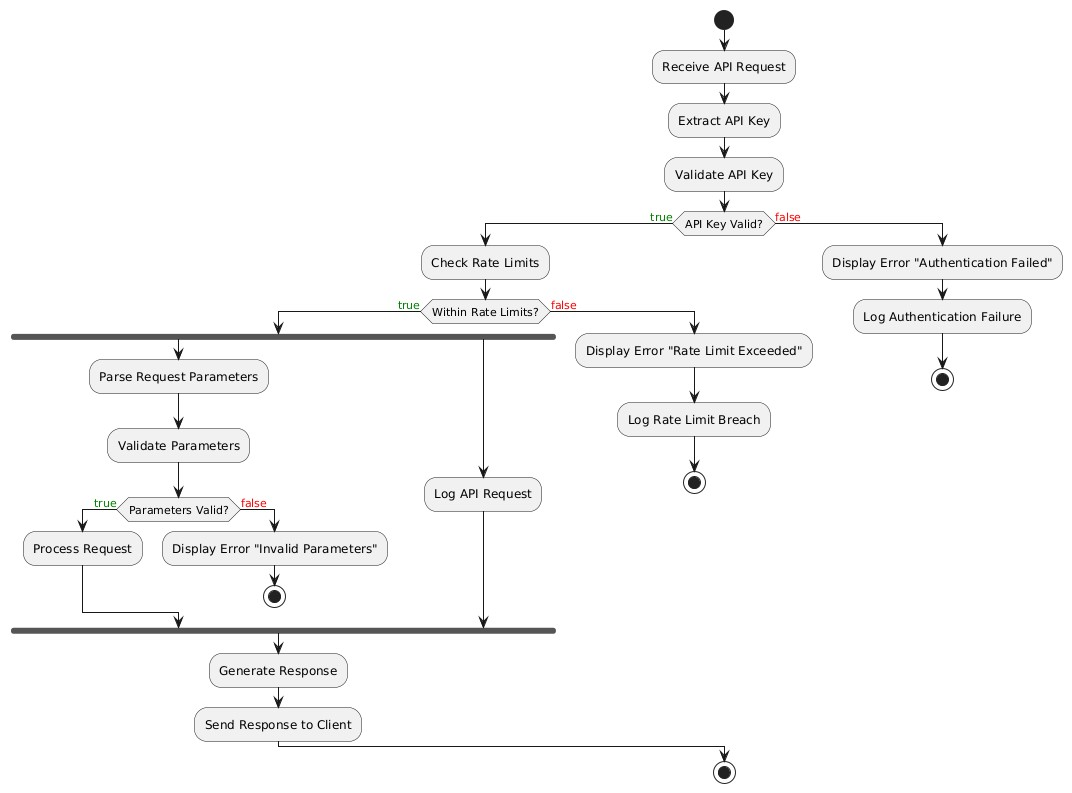 Receive API Request
Extract API Key
Validate API Key
true
API Key Valid?
false
Check Rate Limits
Display Error "Authentication Failed"
true
Within Rate Limits?
false
Log Authentication Failure
Display Error "Rate Limit Exceeded"
Parse Request Parameters
Log Rate Limit Breach
Validate Parameters
Log API Request
true
Parameters Valid?
false
Process Request
Display Error "Invalid Parameters"
Generate Response
Send Response to Client